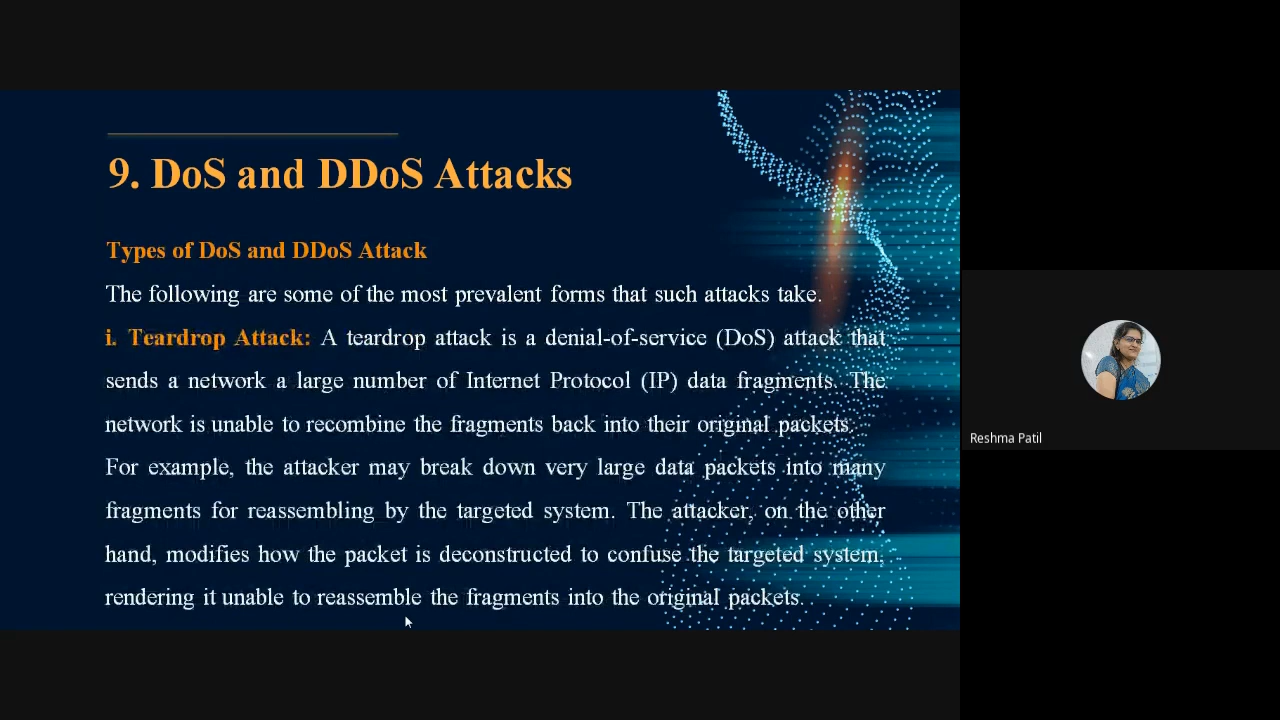 9. DoS and DDoS Attacks
Types of DoS and DDoS Attack
The following are some of the most prevalent forms that such attacks take.
i. Teardrop Attack: A teardrop attack is a denial-of-service (DoS) attack that
sends a network a large number of Internet Protocol (IP) data fragments. The
network is unable to recombine the fragments back into their original packets.
For example, the attacker may break down very large data packets into many
fragments for reassembling by the targeted system. The attacker, on the other
hand, modifies how the packet is deconstructed to confuse the targeted system,
rendering it unable to reassemble the fragments into the original packets.
Reshma Patil